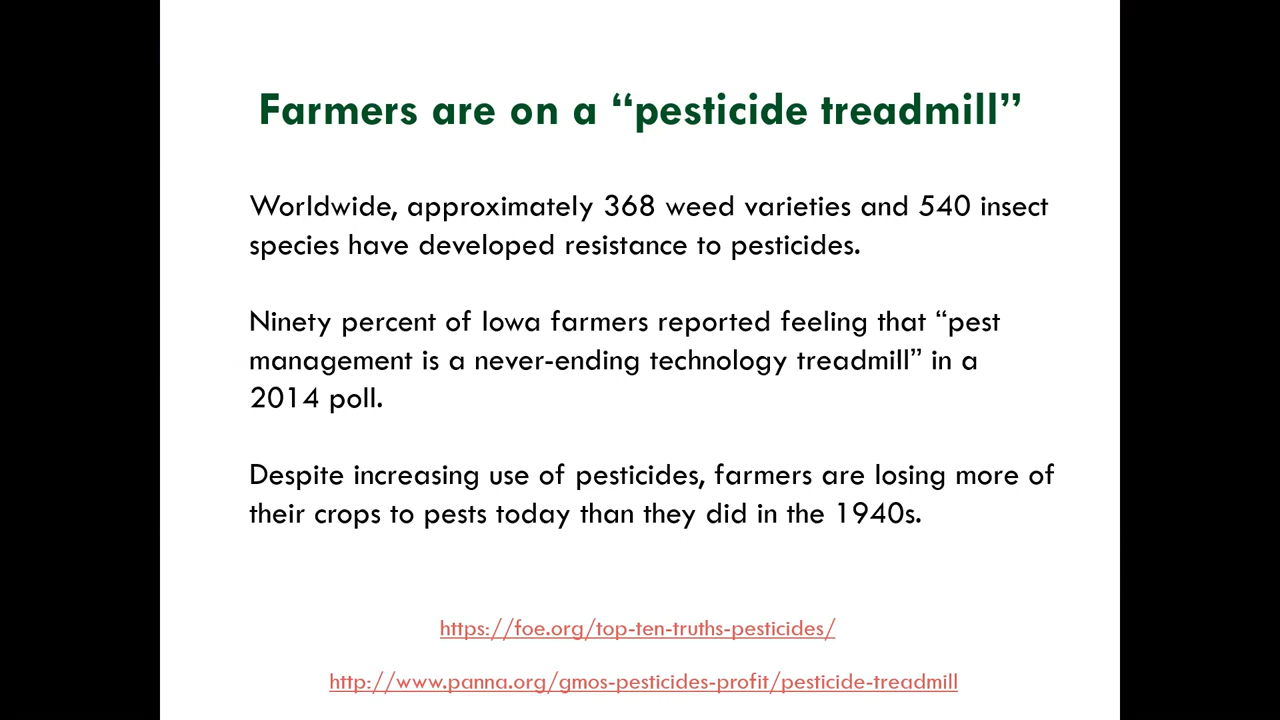 Farmers are on a “pesticide treadmill”
Worldwide, approximately 368 weed varieties and 540 insect
species have developed resistance to pesticides.
Ninety percent of Iowa farmers reported feeling that “pest
management is a never-ending technology treadmill” in a
2014 poll.
Despite increasing use of pesticides, farmers are losing more of
their crops to pests today than they did in the 1940s.
https://foe.org/top-ten-truths-pesticides/
http://www.panna.org/gmos-pesticides-profit/pesticide-treadmill